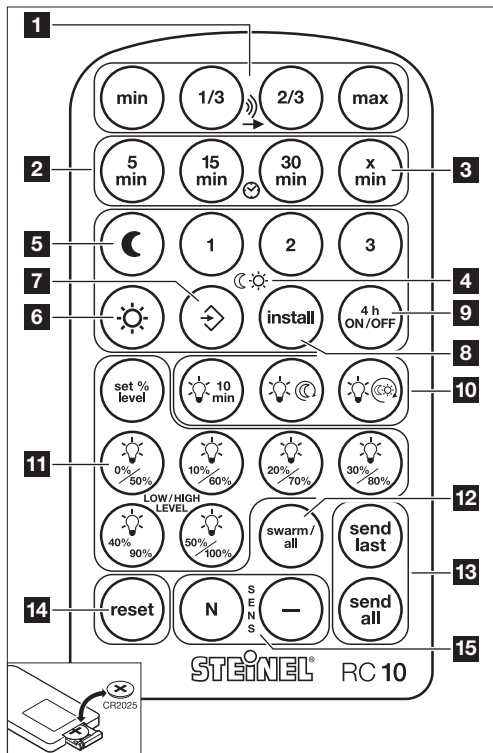 1
min 1/3 2/3 max
2
5 min
15 min
30 min
x min
3
5
1 2 3
4
7
6
install
4 h ON/OFF
9
8
set % level
10 min
10
11
0%/50%
10%/60%
20%/70%
30%/80%
LOW/HIGH LEVEL
40% 90%
50%/100%
12
swarm/ all
send last
13
14
reset
N
SENS
—
send all
15
STEINEL® RC 10
CR2025